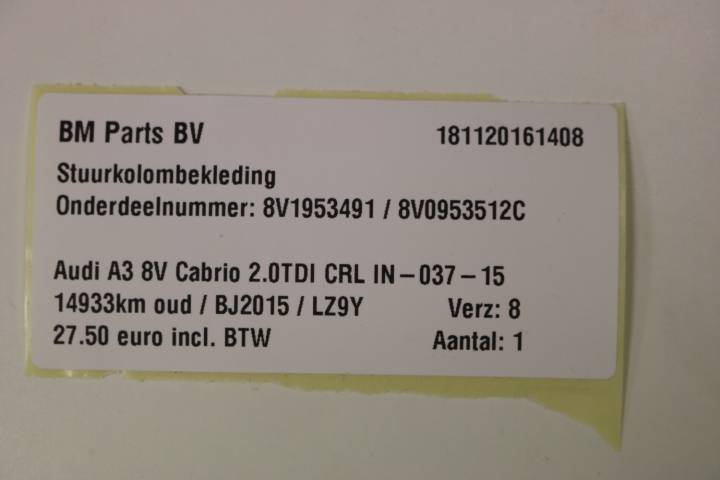 BM Parts BV 181120161408
Stuurkolombekleding
Onderdeelnummer: 8V1953491 / 8V0953512C
Audi A3 8V Cabrio 2.0TDI CRL IN-037-15
14933km oud / BJ2015 / LZ9Y Verz: 8
27.50 euro incl. BTW Aantal: 1